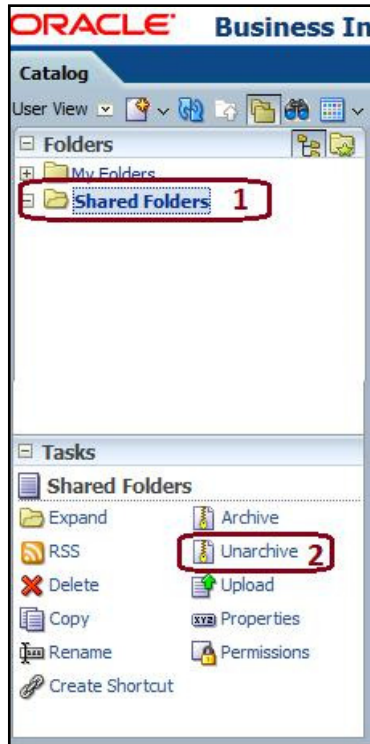 ORACLE Business In
Catalog
User View
Folders
My Folders
Shared Folders 1
Tasks
Shared Folders
Expand Archive
RSS Unarchive 2
Delete Upload
Copy xyz Properties
Rename Permissions
Create Shortcut